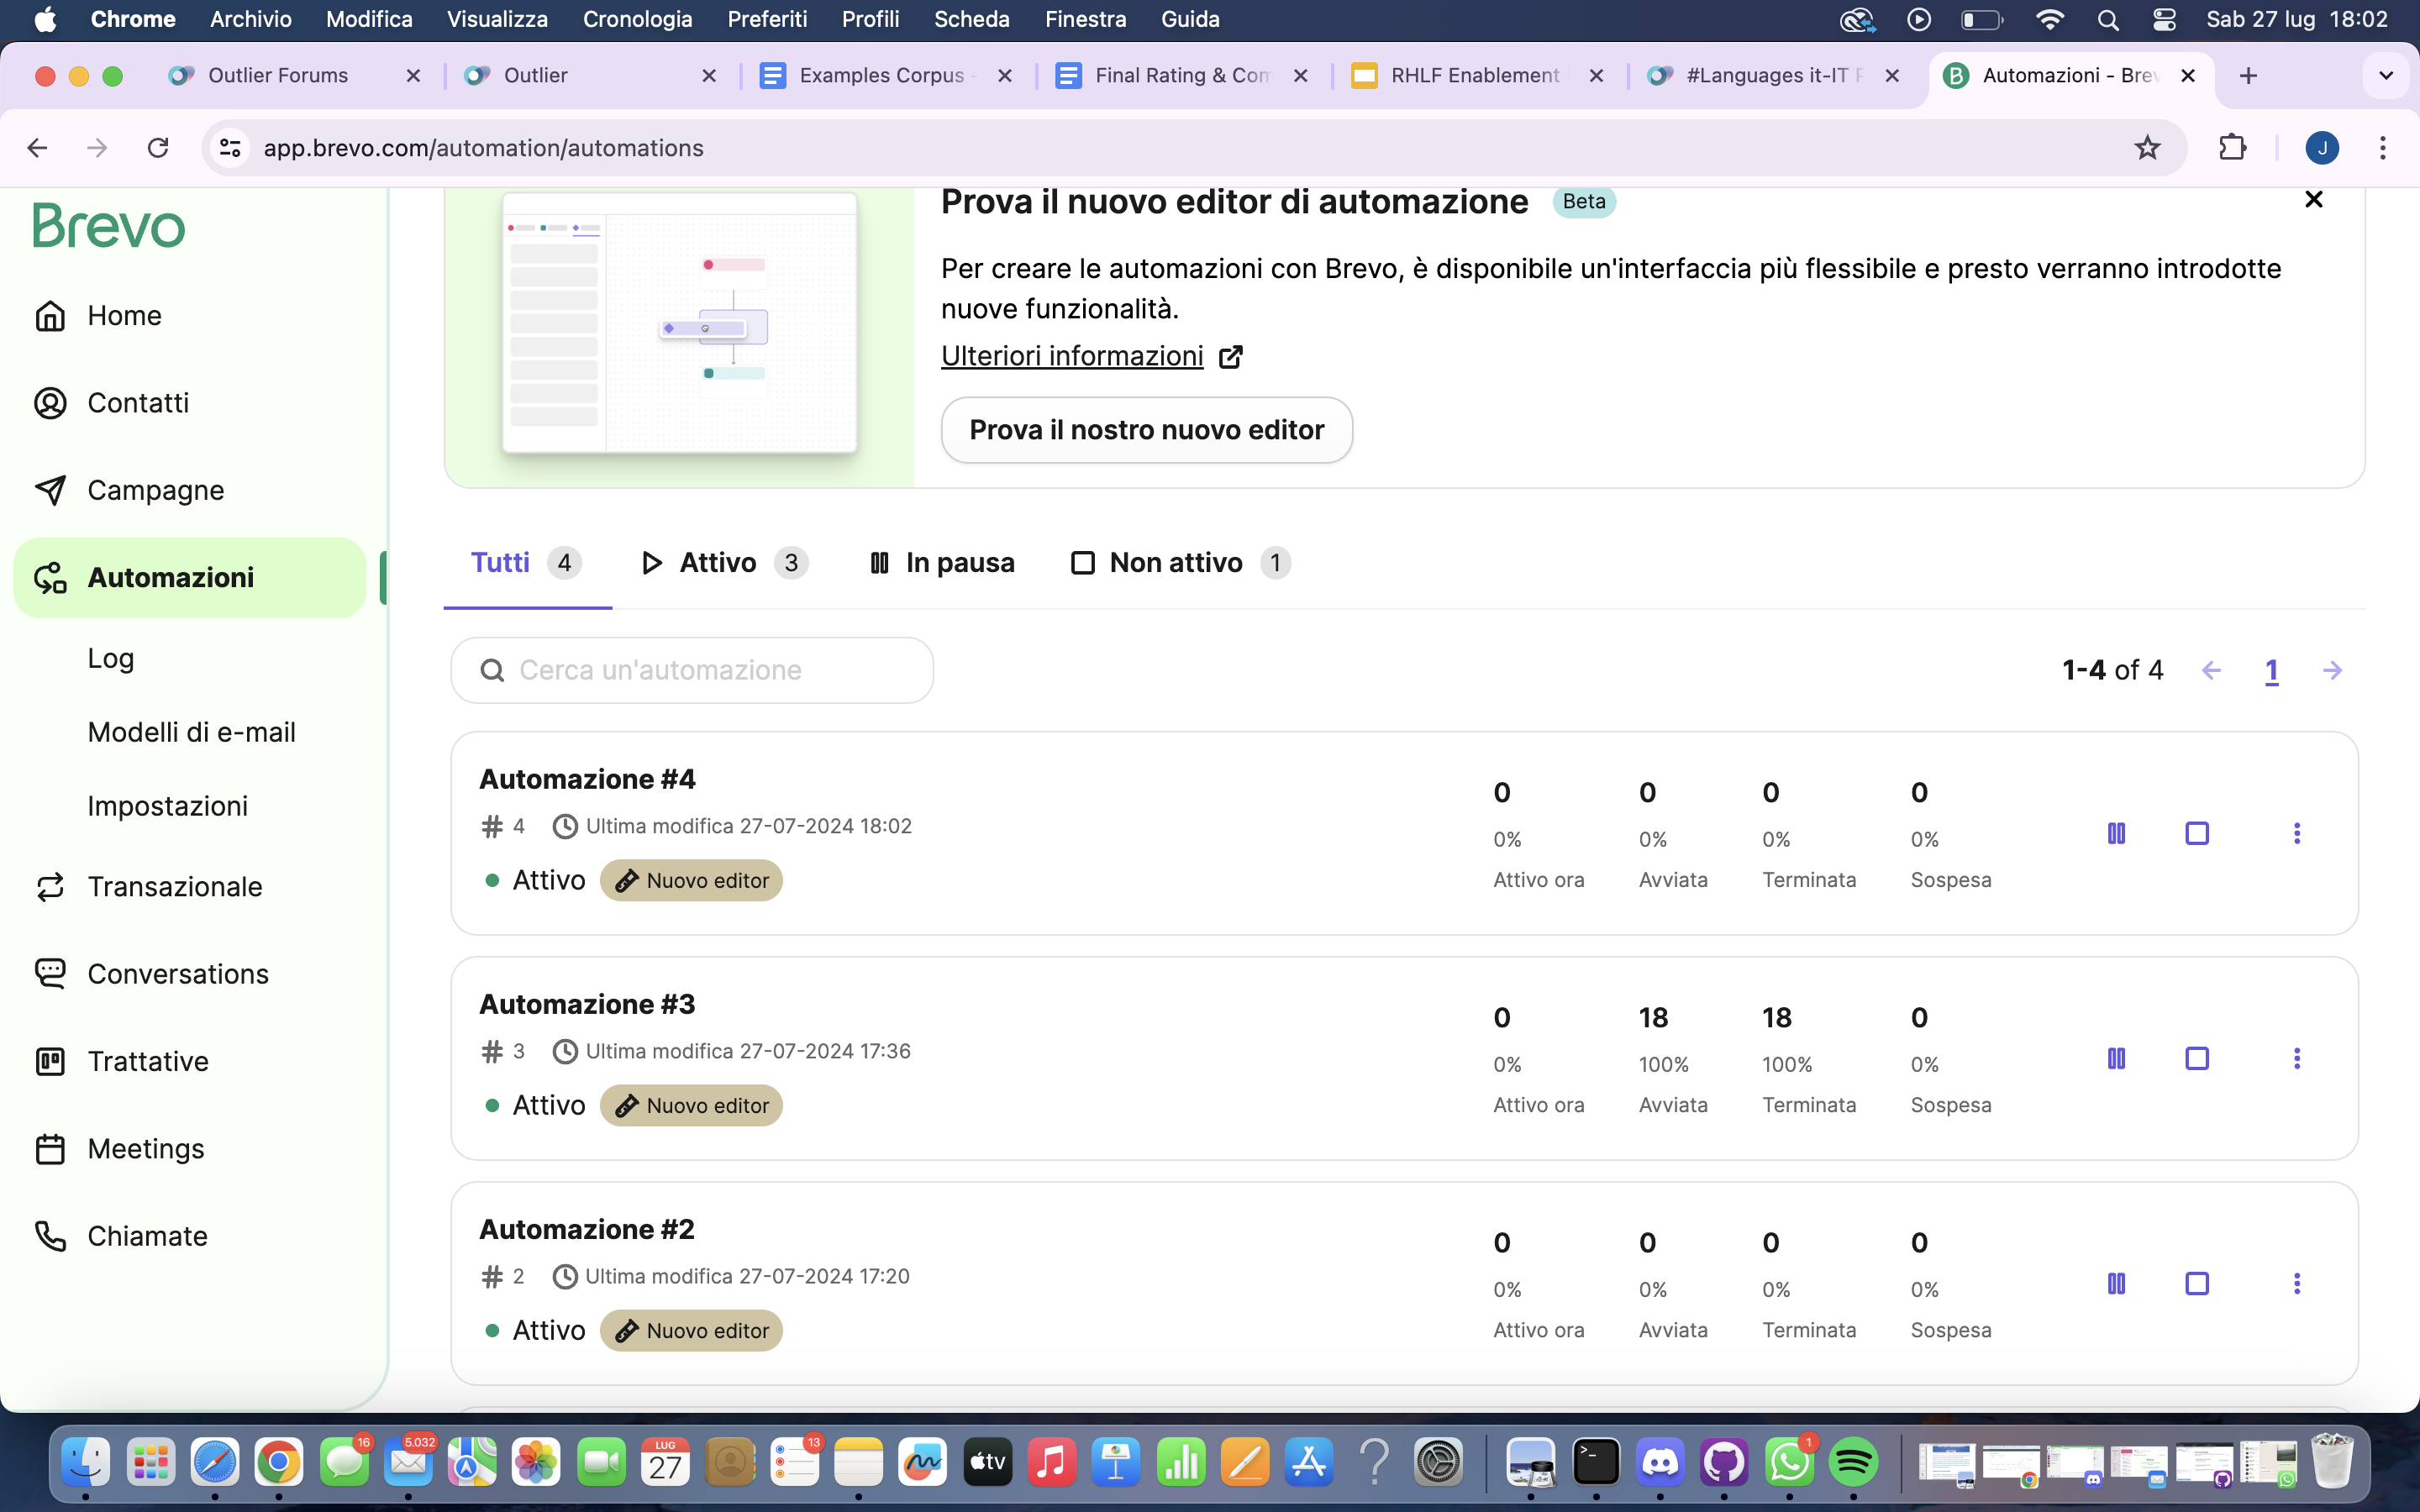 Chrome Archivio Modifica Visualizza Cronologia Preferiti Profili Scheda Finestra Guida Sab 27 lug 18:02
Outlier Forums Outlier Examples Corpus - Final Rating & Com RHLF Enablement #Languages it-IT Automazioni - Brev
app.brevo.com/automation/automations J
Brevo
Home
Contatti
Campagne
Automazioni
Log
Modelli di e-mail
Impostazioni
Transazionale
Conversations
Trattative
Meetings
Chiamate
Prova il nuovo editor di automazione Beta
Per creare le automazioni con Brevo, è disponibile un'interfaccia più flessibile e presto verranno introdotte
nuove funzionalità.
Ulteriori informazioni
Prova il nostro nuovo editor
Tutti 4 Attivo 3 In pausa Non attivo 1
Cerca un'automazione 1-4 of 4 1
Automazione #4
# 4 Ultima modifica 27-07-2024 18:02
Attivo Nuovo editor
0 0 0 0
0% 0% 0% 0%
Attivo ora Avviata Terminata Sospesa
Automazione #3
# 3 Ultima modifica 27-07-2024 17:36
Attivo Nuovo editor
0 18 18 0
0% 100% 100% 0%
Attivo ora Avviata Terminata Sospesa
Automazione #2
# 2 Ultima modifica 27-07-2024 17:20
Attivo Nuovo editor
0 0 0 0
0% 0% 0% 0%
Attivo ora Avviata Terminata Sospesa
16 5.032 LUG 13 1
27 tv